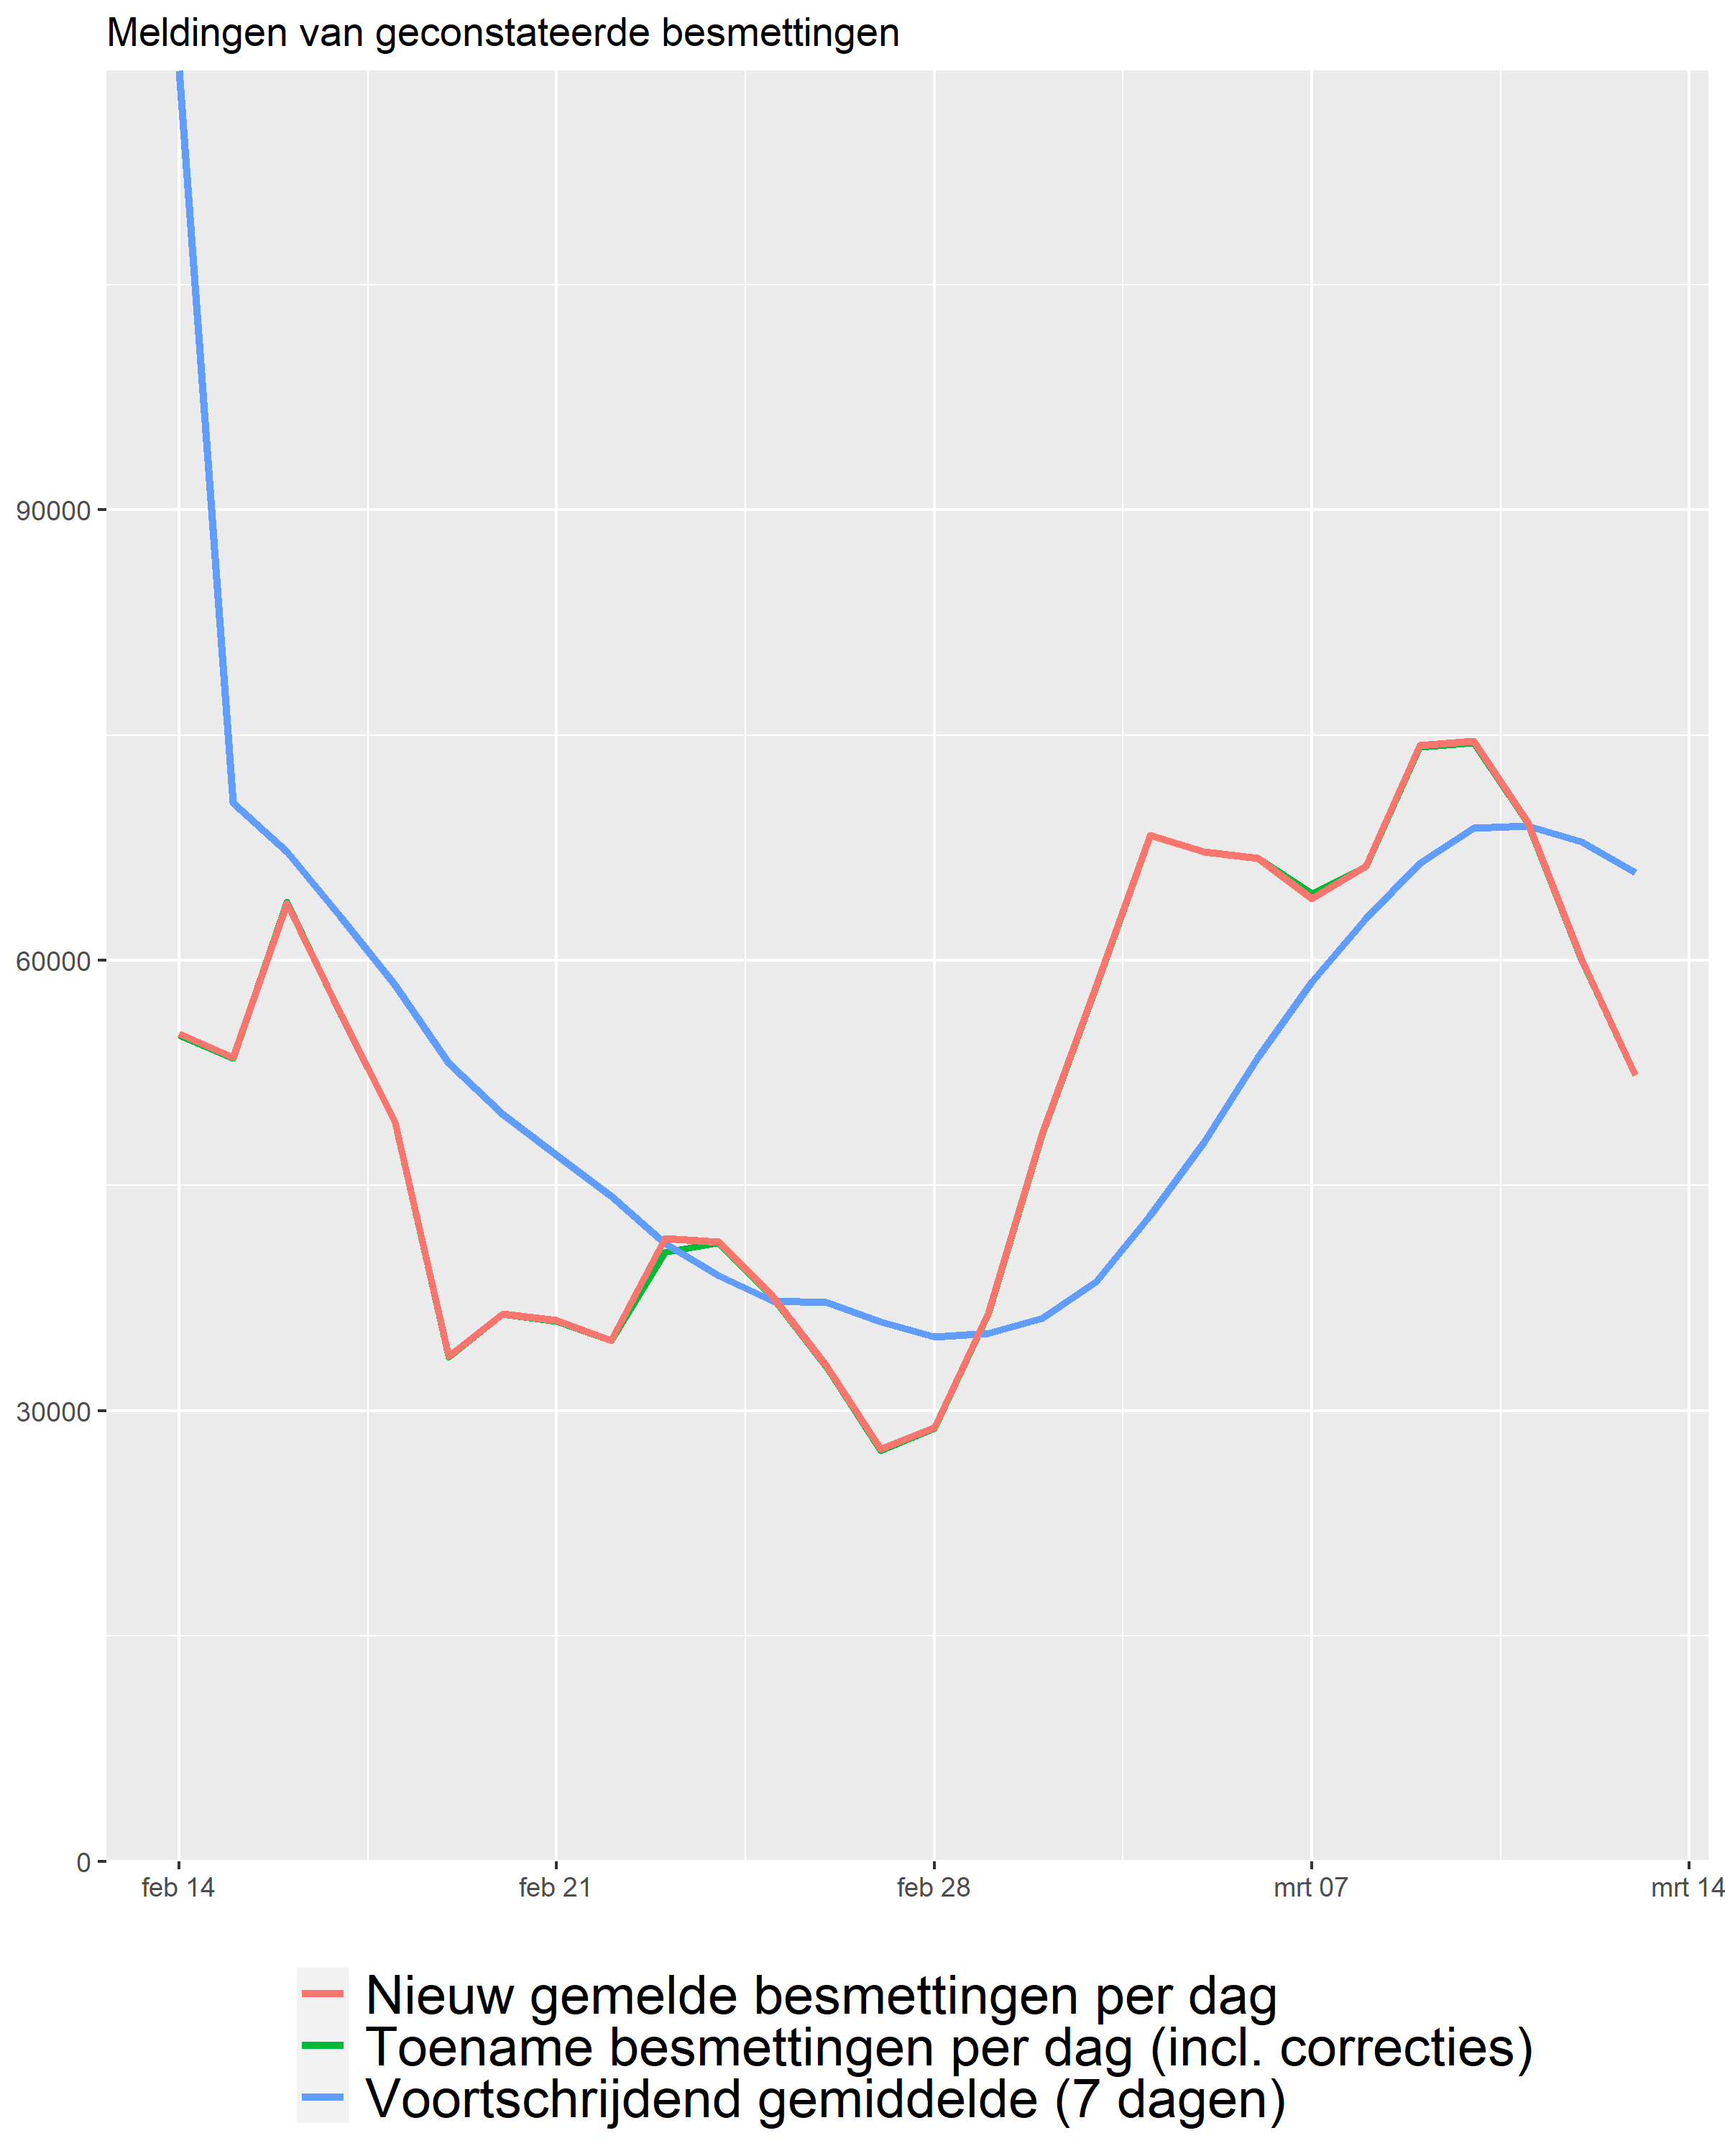 Meldingen van geconstateerde besmettingen
90000
60000
30000
0
feb 14 feb 21 feb 28 mrt 07 mrt 14
Nieuw gemelde besmettingen per dag
Toename besmettingen per dag (incl. correcties)
Voortschrijdend gemiddelde (7 dagen)